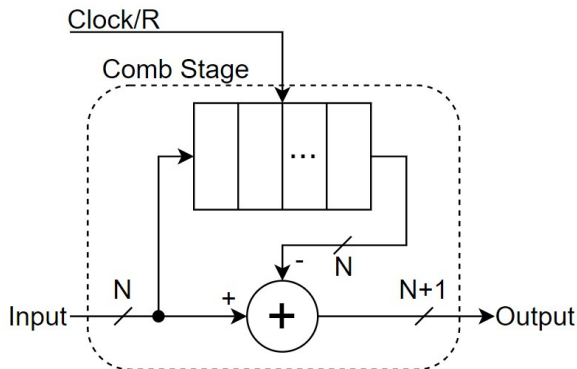 Clock/R
Comb Stage
...
-
N
N
+
N+1
Input
+
Output